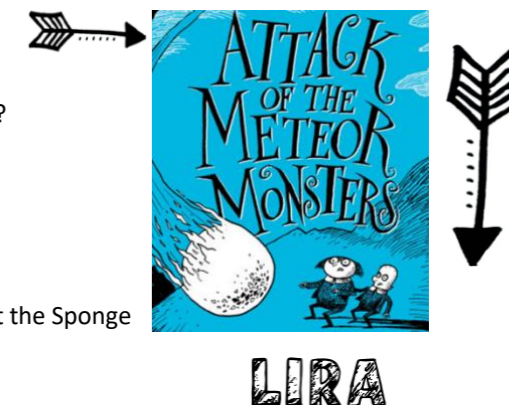 ATTACK
OF THE
METEOR
MONSTERS
?
t the Sponge
LIRA